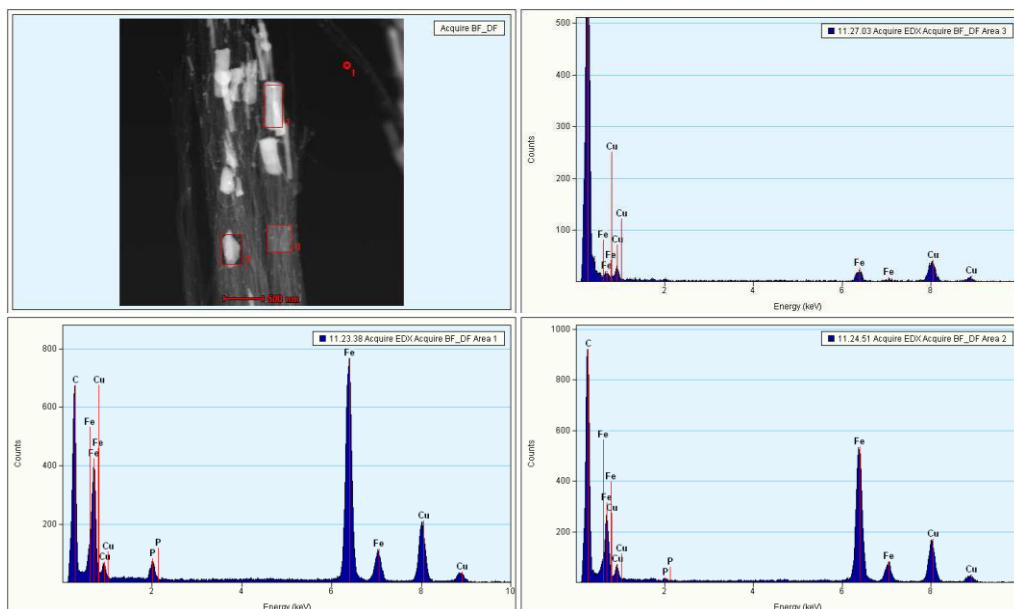 Acquire BF_DF
1
500 nm
11.27.03 Acquire EDX Acquire BF_DF Area 3
500
400
300
200
100
Counts
Cu
Fe
Cu
Fe
Fe
Cu
Fe
Fe
Cu
Cu
2
4
6
8
Energy (keV)
11.23.38 Acquire EDX Acquire BF_DF Area 1
800
600
400
200
Counts
C
Cu
Fe
Fe
Fe
Cu
Cu
P
P
Fe
Fe
Cu
Cu
2
4
6
8
10
Energy (keV)
11.24.51 Acquire EDX Acquire BF_DF Area 2
1000
800
600
400
200
Counts
C
Fe
Fe
Fe
Cu
Cu
Cu
P
P
Fe
Fe
Cu
Cu
2
4
6
8
Energy (keV)